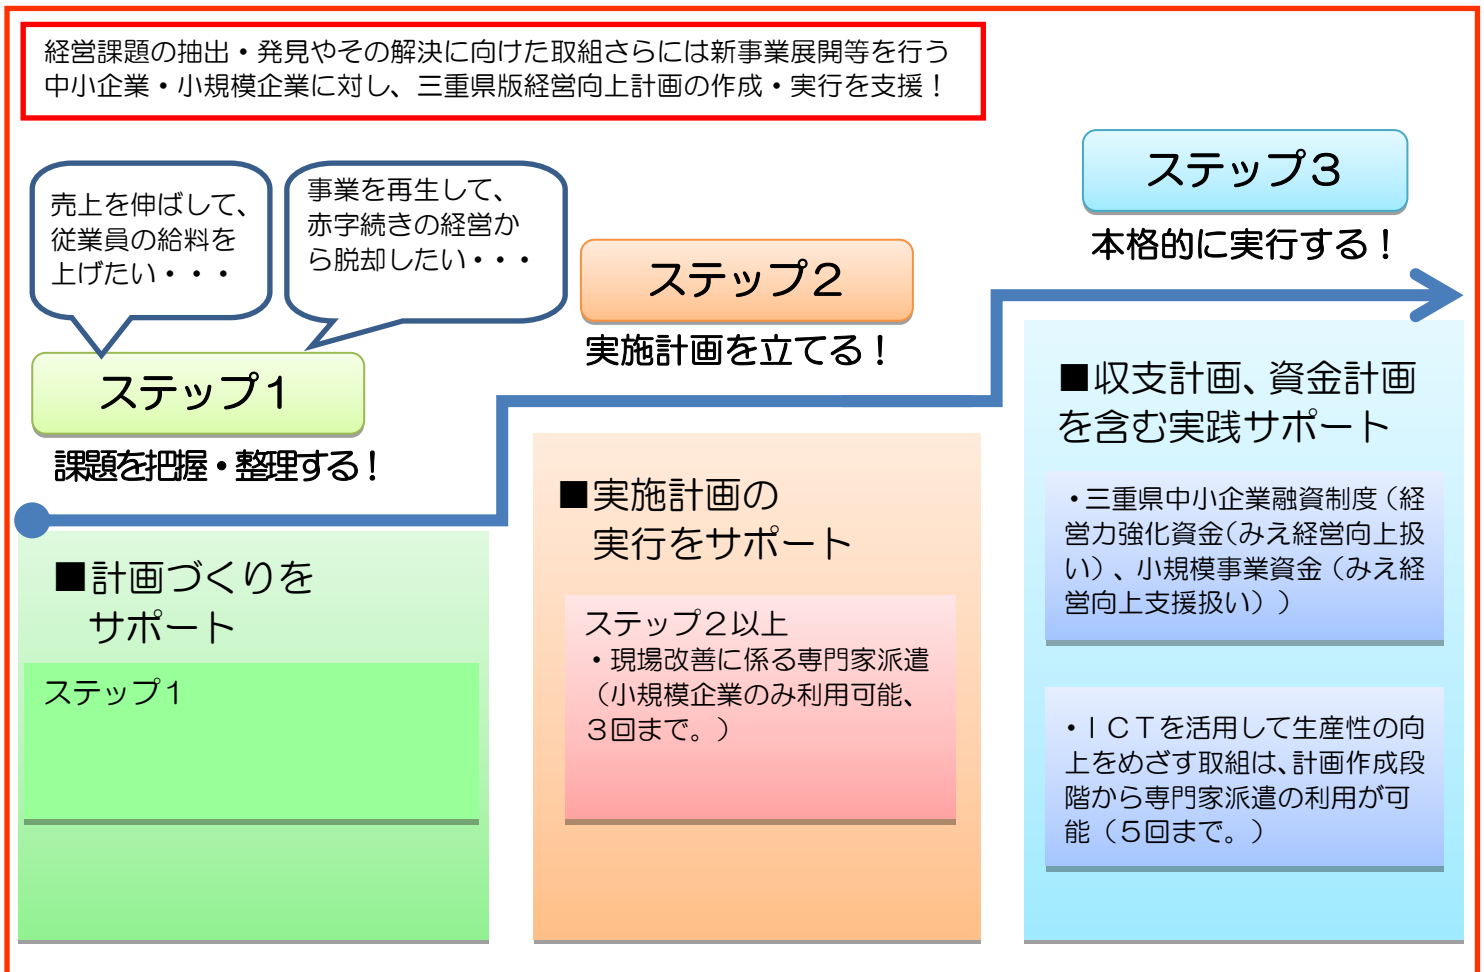 経営課題の抽出・発見やその解決に向けた取組さらには新事業展開等を行う
中小企業・小規模企業に対し、三重県版経営向上計画の作成・実行を支援！
売上を伸ばして、
従業員の給料を
上げたい・・・
事業を再生して、
赤字続きの経営か
ら脱却したい・・・
ステップ１
課題を把握・整理する！
■計画づくりを
サポート
ステップ１
ステップ２
実施計画を立てる！
■実施計画の
実行をサポート
ステップ２以上
・現場改善に係る専門家派遣
（小規模企業のみ利用可能、
３回まで。）
ステップ３
本格的に実行する！
■収支計画、資金計画
を含む実践サポート
・三重県中小企業融資制度（経
営力強化資金（みえ経営向上扱
い）、小規模事業資金（みえ経
営向上支援扱い））
・ＩＣＴを活用して生産性の向
上をめざす取組は、計画作成段
階から専門家派遣の利用が可
能（５回まで。）